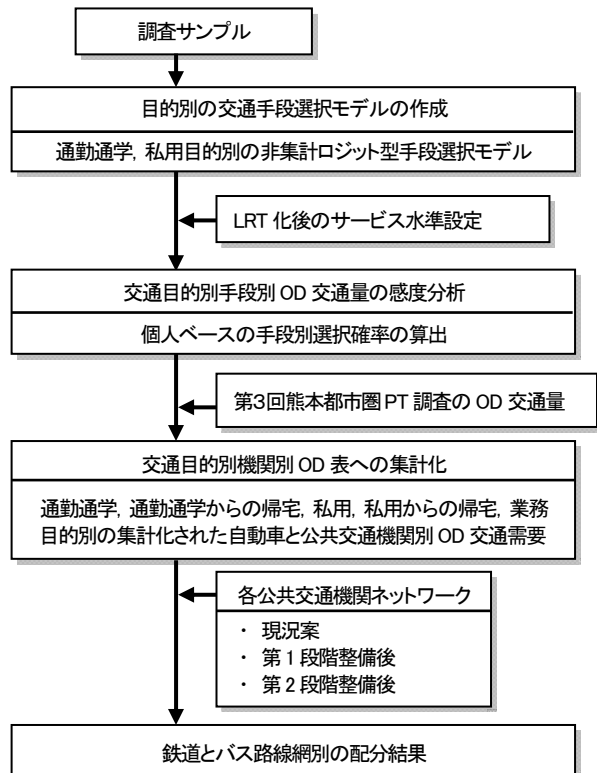 調査サンプル
目的別の交通手段選択モデルの作成
通勤通学, 私用目的別の非集計ロジット型手段選択モデル
LRT 化後のサービス水準設定
交通目的別手段別 OD 交通量の感度分析
個人ベースの手段別選択確率の算出
第3回熊本都市圏 PT 調査の OD 交通量
交通目的別機関別 OD 表への集計化
通勤通学, 通勤通学からの帰宅, 私用, 私用からの帰宅, 業務
目的別の集計化された自動車と公共交通機関別 OD 交通需要
各公共交通機関ネットワーク
・ 現況案
・ 第 1 段階整備後
・ 第 2 段階整備後
鉄道とバス路線網別の配分結果